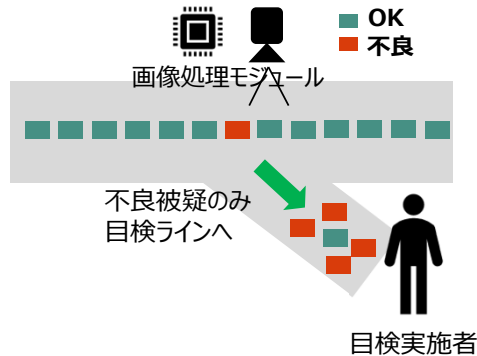 OK
不良
画像処理モジュール
不良被疑のみ
目検ラインへ
目検実施者